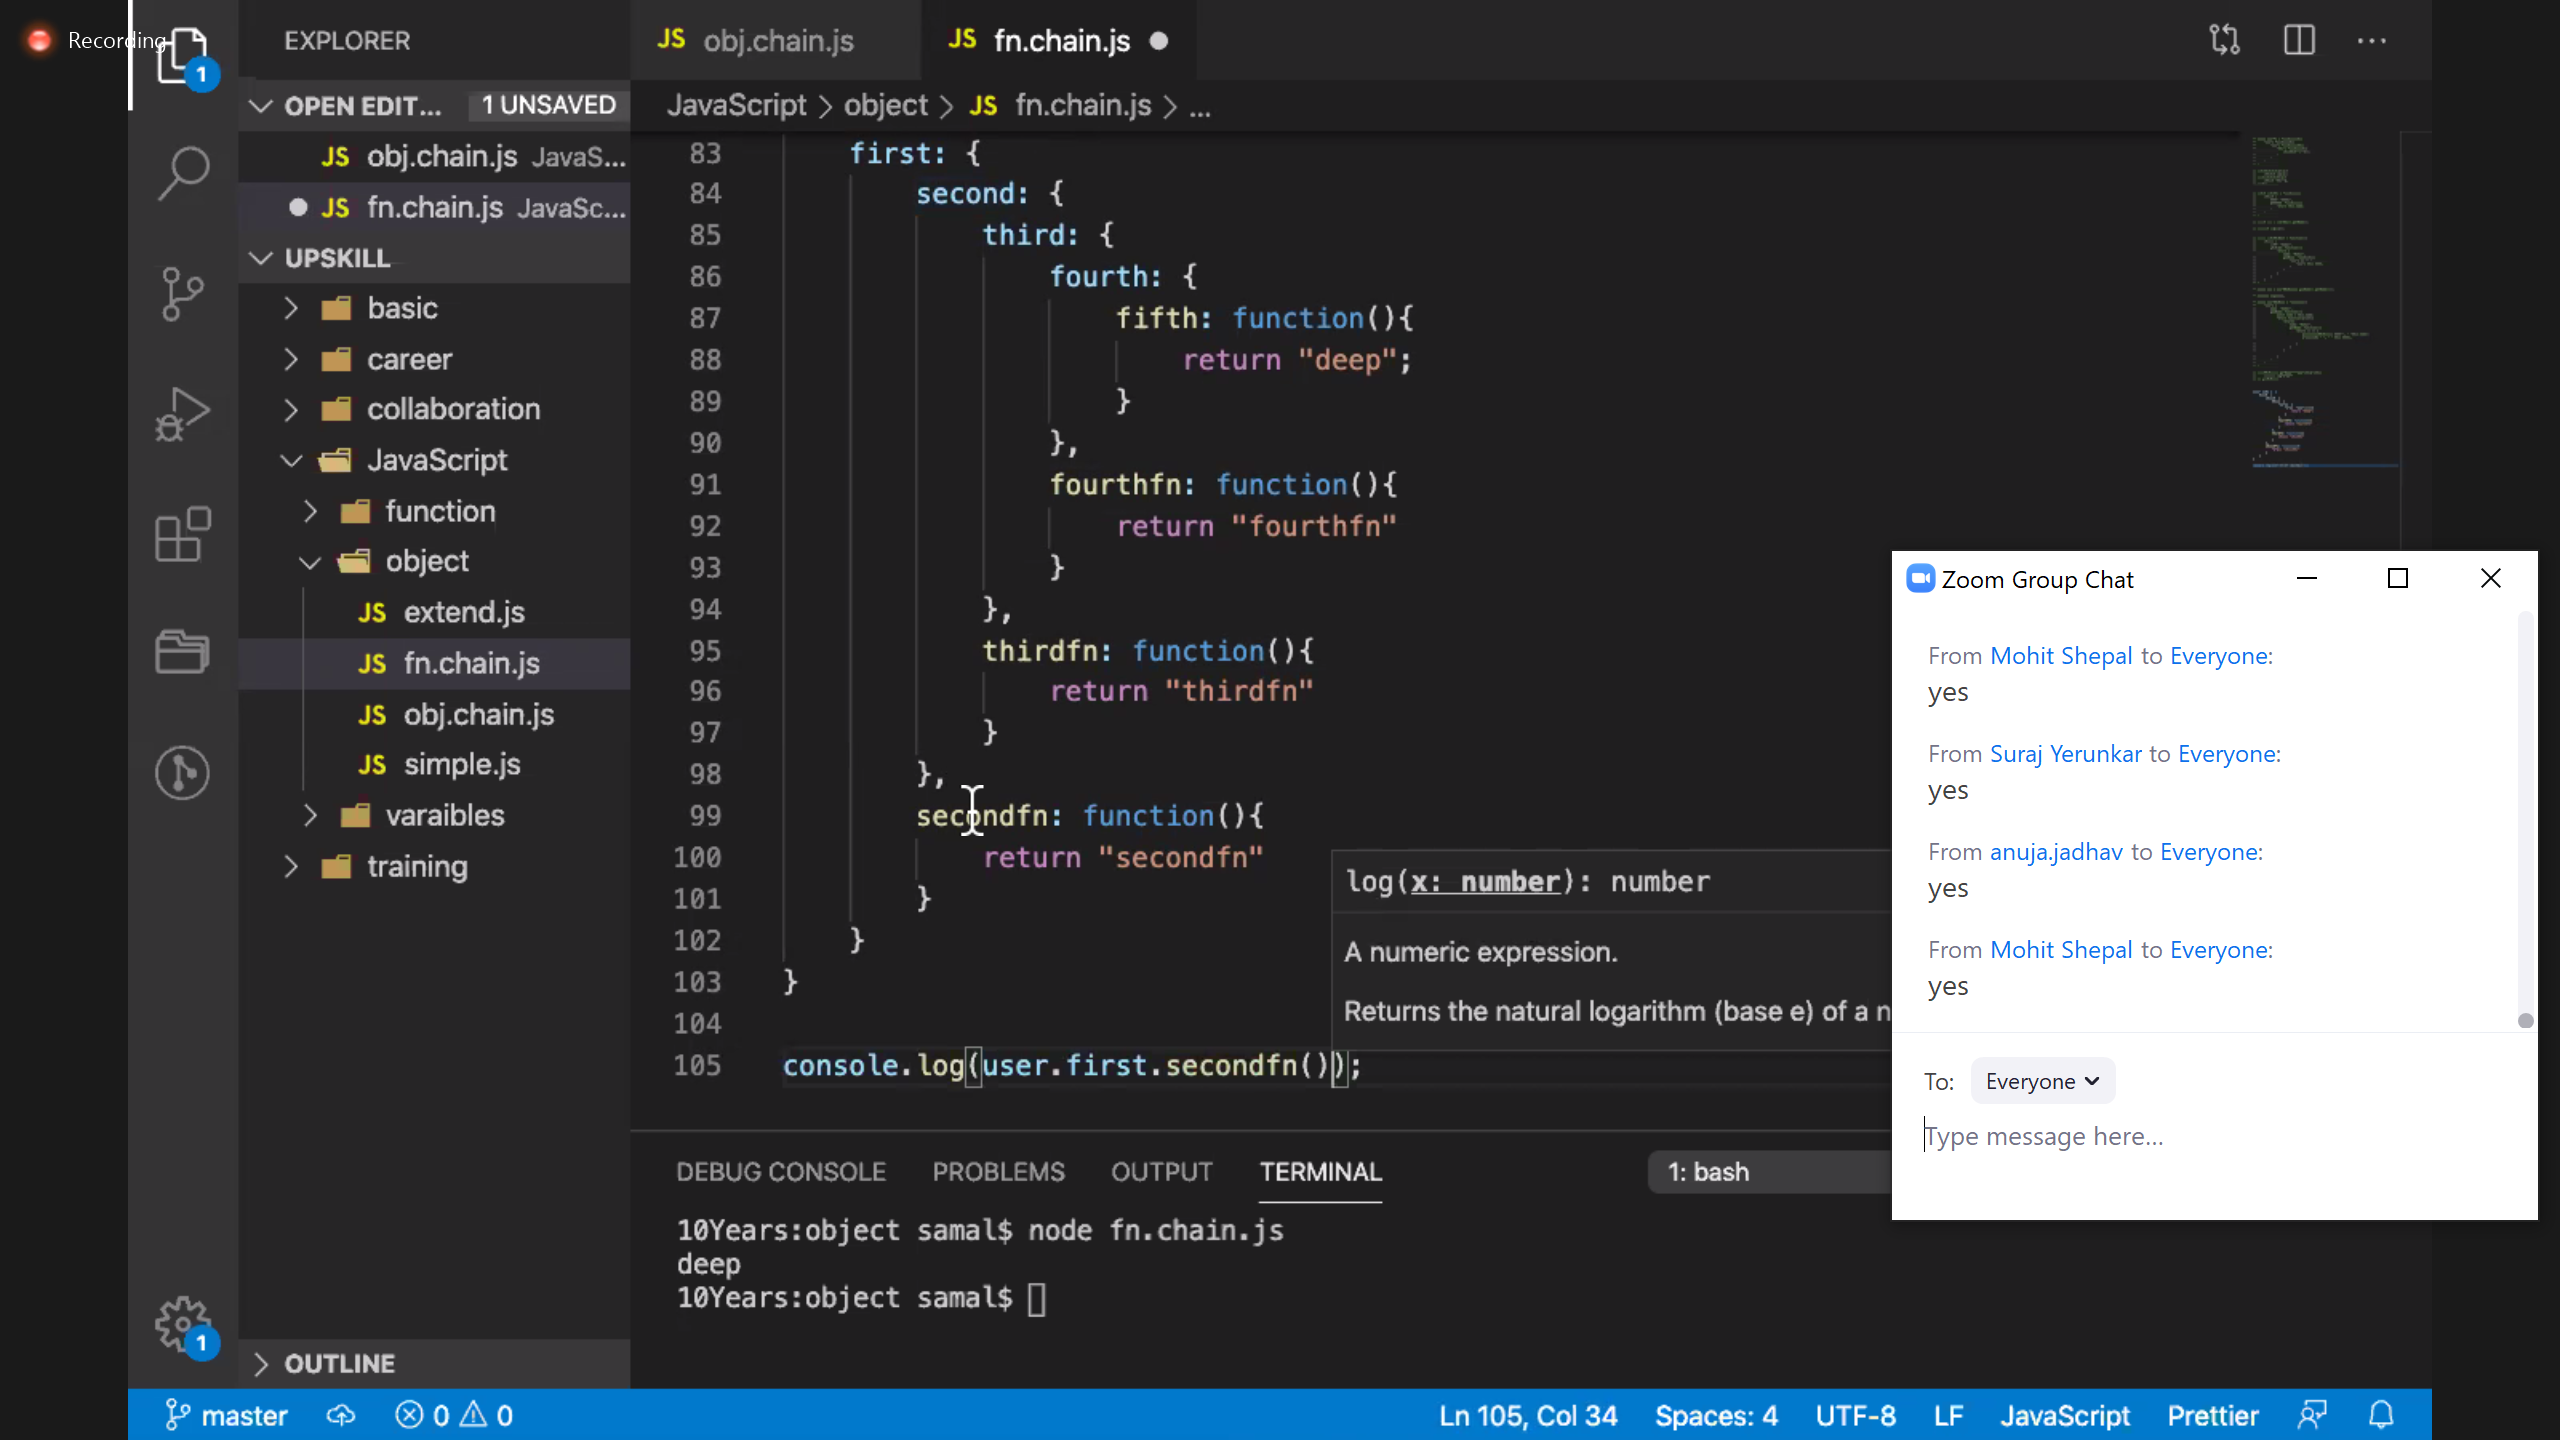 Recording
1
EXPLORER
OPEN EDIT... 1 UNSAVED
JS obj.chain.js JavaS...
JS fn.chain.js JavaSc...
UPSKILL
basic
career
collaboration
JavaScript
function
object
JS extend.js
JS fn.chain.js
JS obj.chain.js
JS simple.js
varaibles
training
OUTLINE
1
JS obj.chain.js
JS fn.chain.js
JavaScript > object > JS fn.chain.js > ...
83 first: {
84 second: {
85 third: {
86 fourth: {
87 fifth: function(){
88 return "deep";
89 }
90 },
91 fourthfn: function(){
92 return "fourthfn"
93 }
94 },
95 thirdfn: function(){
96 return "thirdfn"
97 }
98 },
99 secondfn: function(){
100 return "secondfn"
101 }
102 }
103 }
104
105 console.log(user.first.secondfn());
log(x: number): number
A numeric expression.
Returns the natural logarithm (base e) of a n
DEBUG CONSOLE PROBLEMS OUTPUT TERMINAL
1: bash
10Years:object samal$ node fn.chain.js
deep
10Years:object samal$
Zoom Group Chat
From Mohit Shepal to Everyone:
yes
From Suraj Yerunkar to Everyone:
yes
From anuja.jadhav to Everyone:
yes
From Mohit Shepal to Everyone:
yes
To: Everyone
Type message here...
master 0 0 Ln 105, Col 34 Spaces: 4 UTF-8 LF JavaScript Prettier